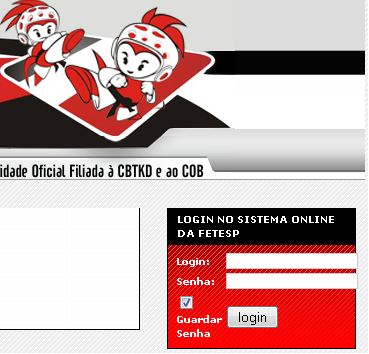 idade Oficial Filiada à CBTKD e ao COB
LOGIN NO SISTEMA ONLINE
DA FETESP
Login:
Senha:
Guardar
Senha
login